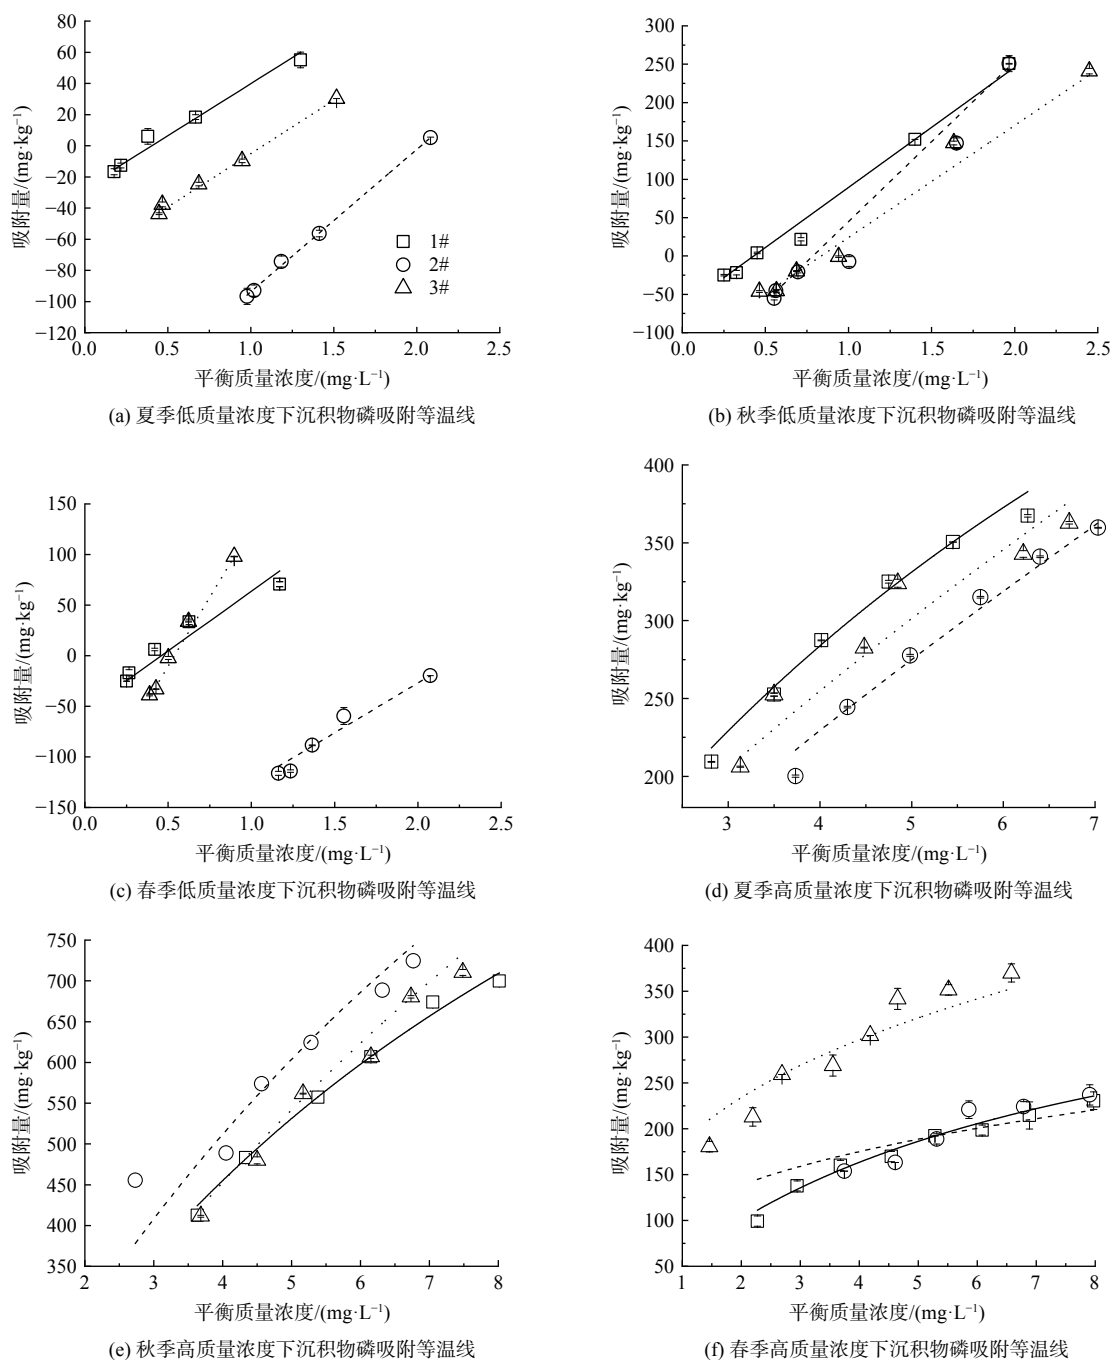 80
60
40
20
0
−20
−40
−60
−80
−100
−120
吸附量/(mg·kg⁻¹)
1#
2#
3#
0.0 0.5 1.0 1.5 2.0 2.5
平衡质量浓度/(mg·L⁻¹)
(a) 夏季低质量浓度下沉积物磷吸附等温线
300
250
200
150
100
50
0
−50
−100
吸附量/(mg·kg⁻¹)
0.0 0.5 1.0 1.5 2.0 2.5
平衡质量浓度/(mg·L⁻¹)
(b) 秋季低质量浓度下沉积物磷吸附等温线
150
100
50
0
−50
−100
−150
吸附量/(mg·kg⁻¹)
0.0 0.5 1.0 1.5 2.0 2.5
平衡质量浓度/(mg·L⁻¹)
(c) 春季低质量浓度下沉积物磷吸附等温线
400
350
300
250
200
吸附量/(mg·kg⁻¹)
3 4 5 6 7
平衡质量浓度/(mg·L⁻¹)
(d) 夏季高质量浓度下沉积物磷吸附等温线
750
700
650
600
550
500
450
400
350
吸附量/(mg·kg⁻¹)
2 3 4 5 6 7 8
平衡质量浓度/(mg·L⁻¹)
(e) 秋季高质量浓度下沉积物磷吸附等温线
400
350
300
250
200
150
100
50
吸附量/(mg·kg⁻¹)
1 2 3 4 5 6 7 8
平衡质量浓度/(mg·L⁻¹)
(f) 春季高质量浓度下沉积物磷吸附等温线